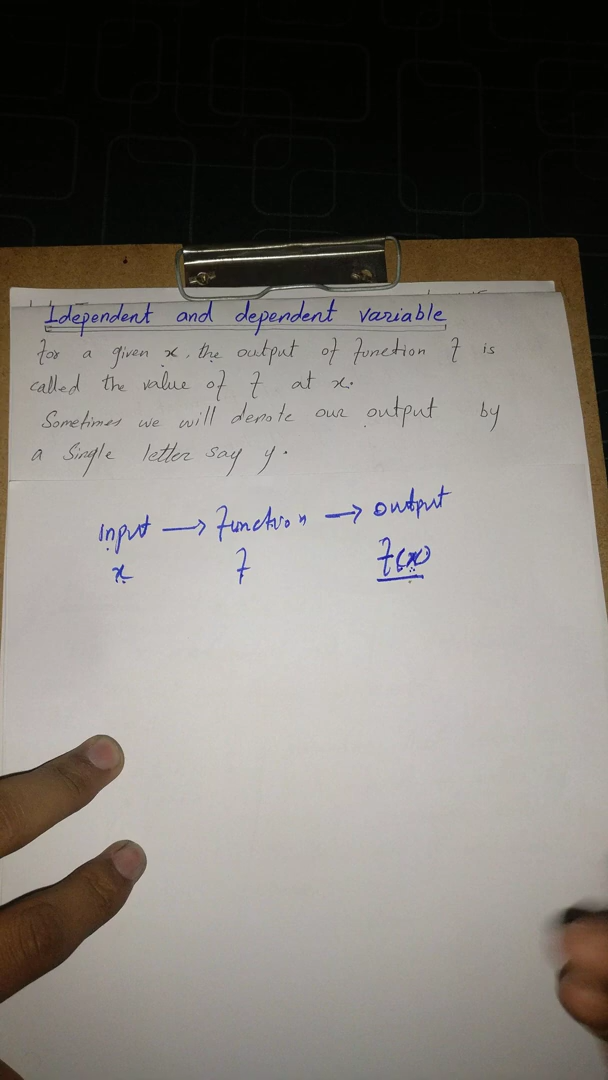 Idependent and dependent variable
For a given x, the output of function f is
called the value of f at x.
Sometimes we will denote our output by
a single letter say y.
input → function → output
x f f(x)